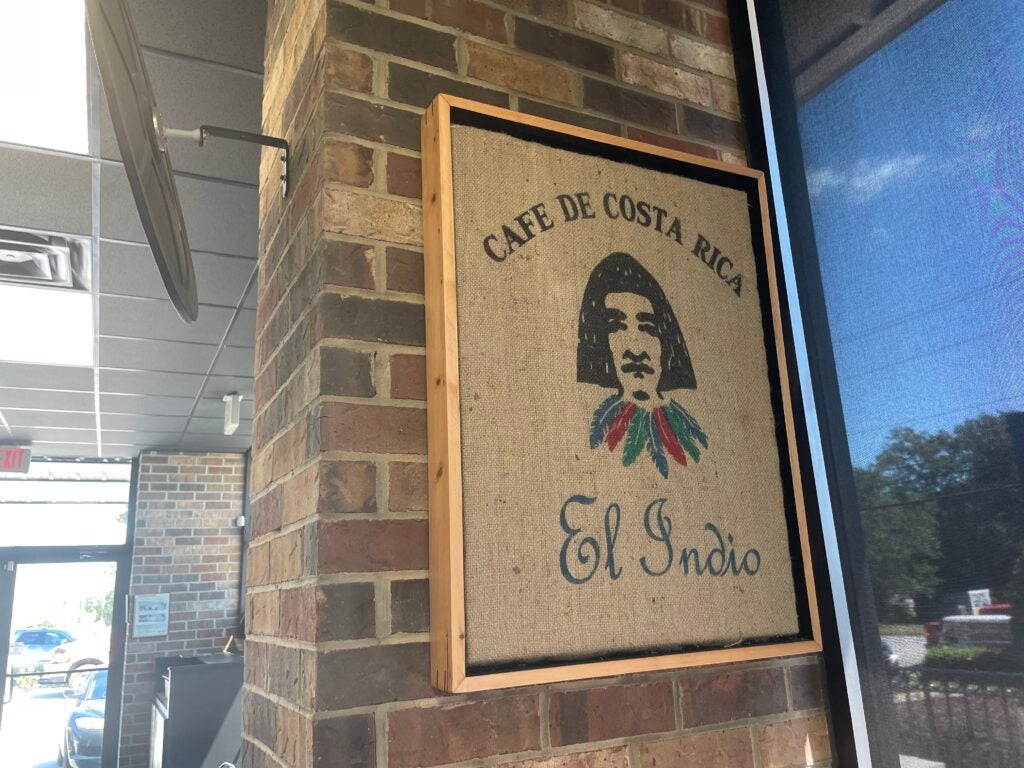 CAFE DE COSTA RICA
El Indio
EXIT